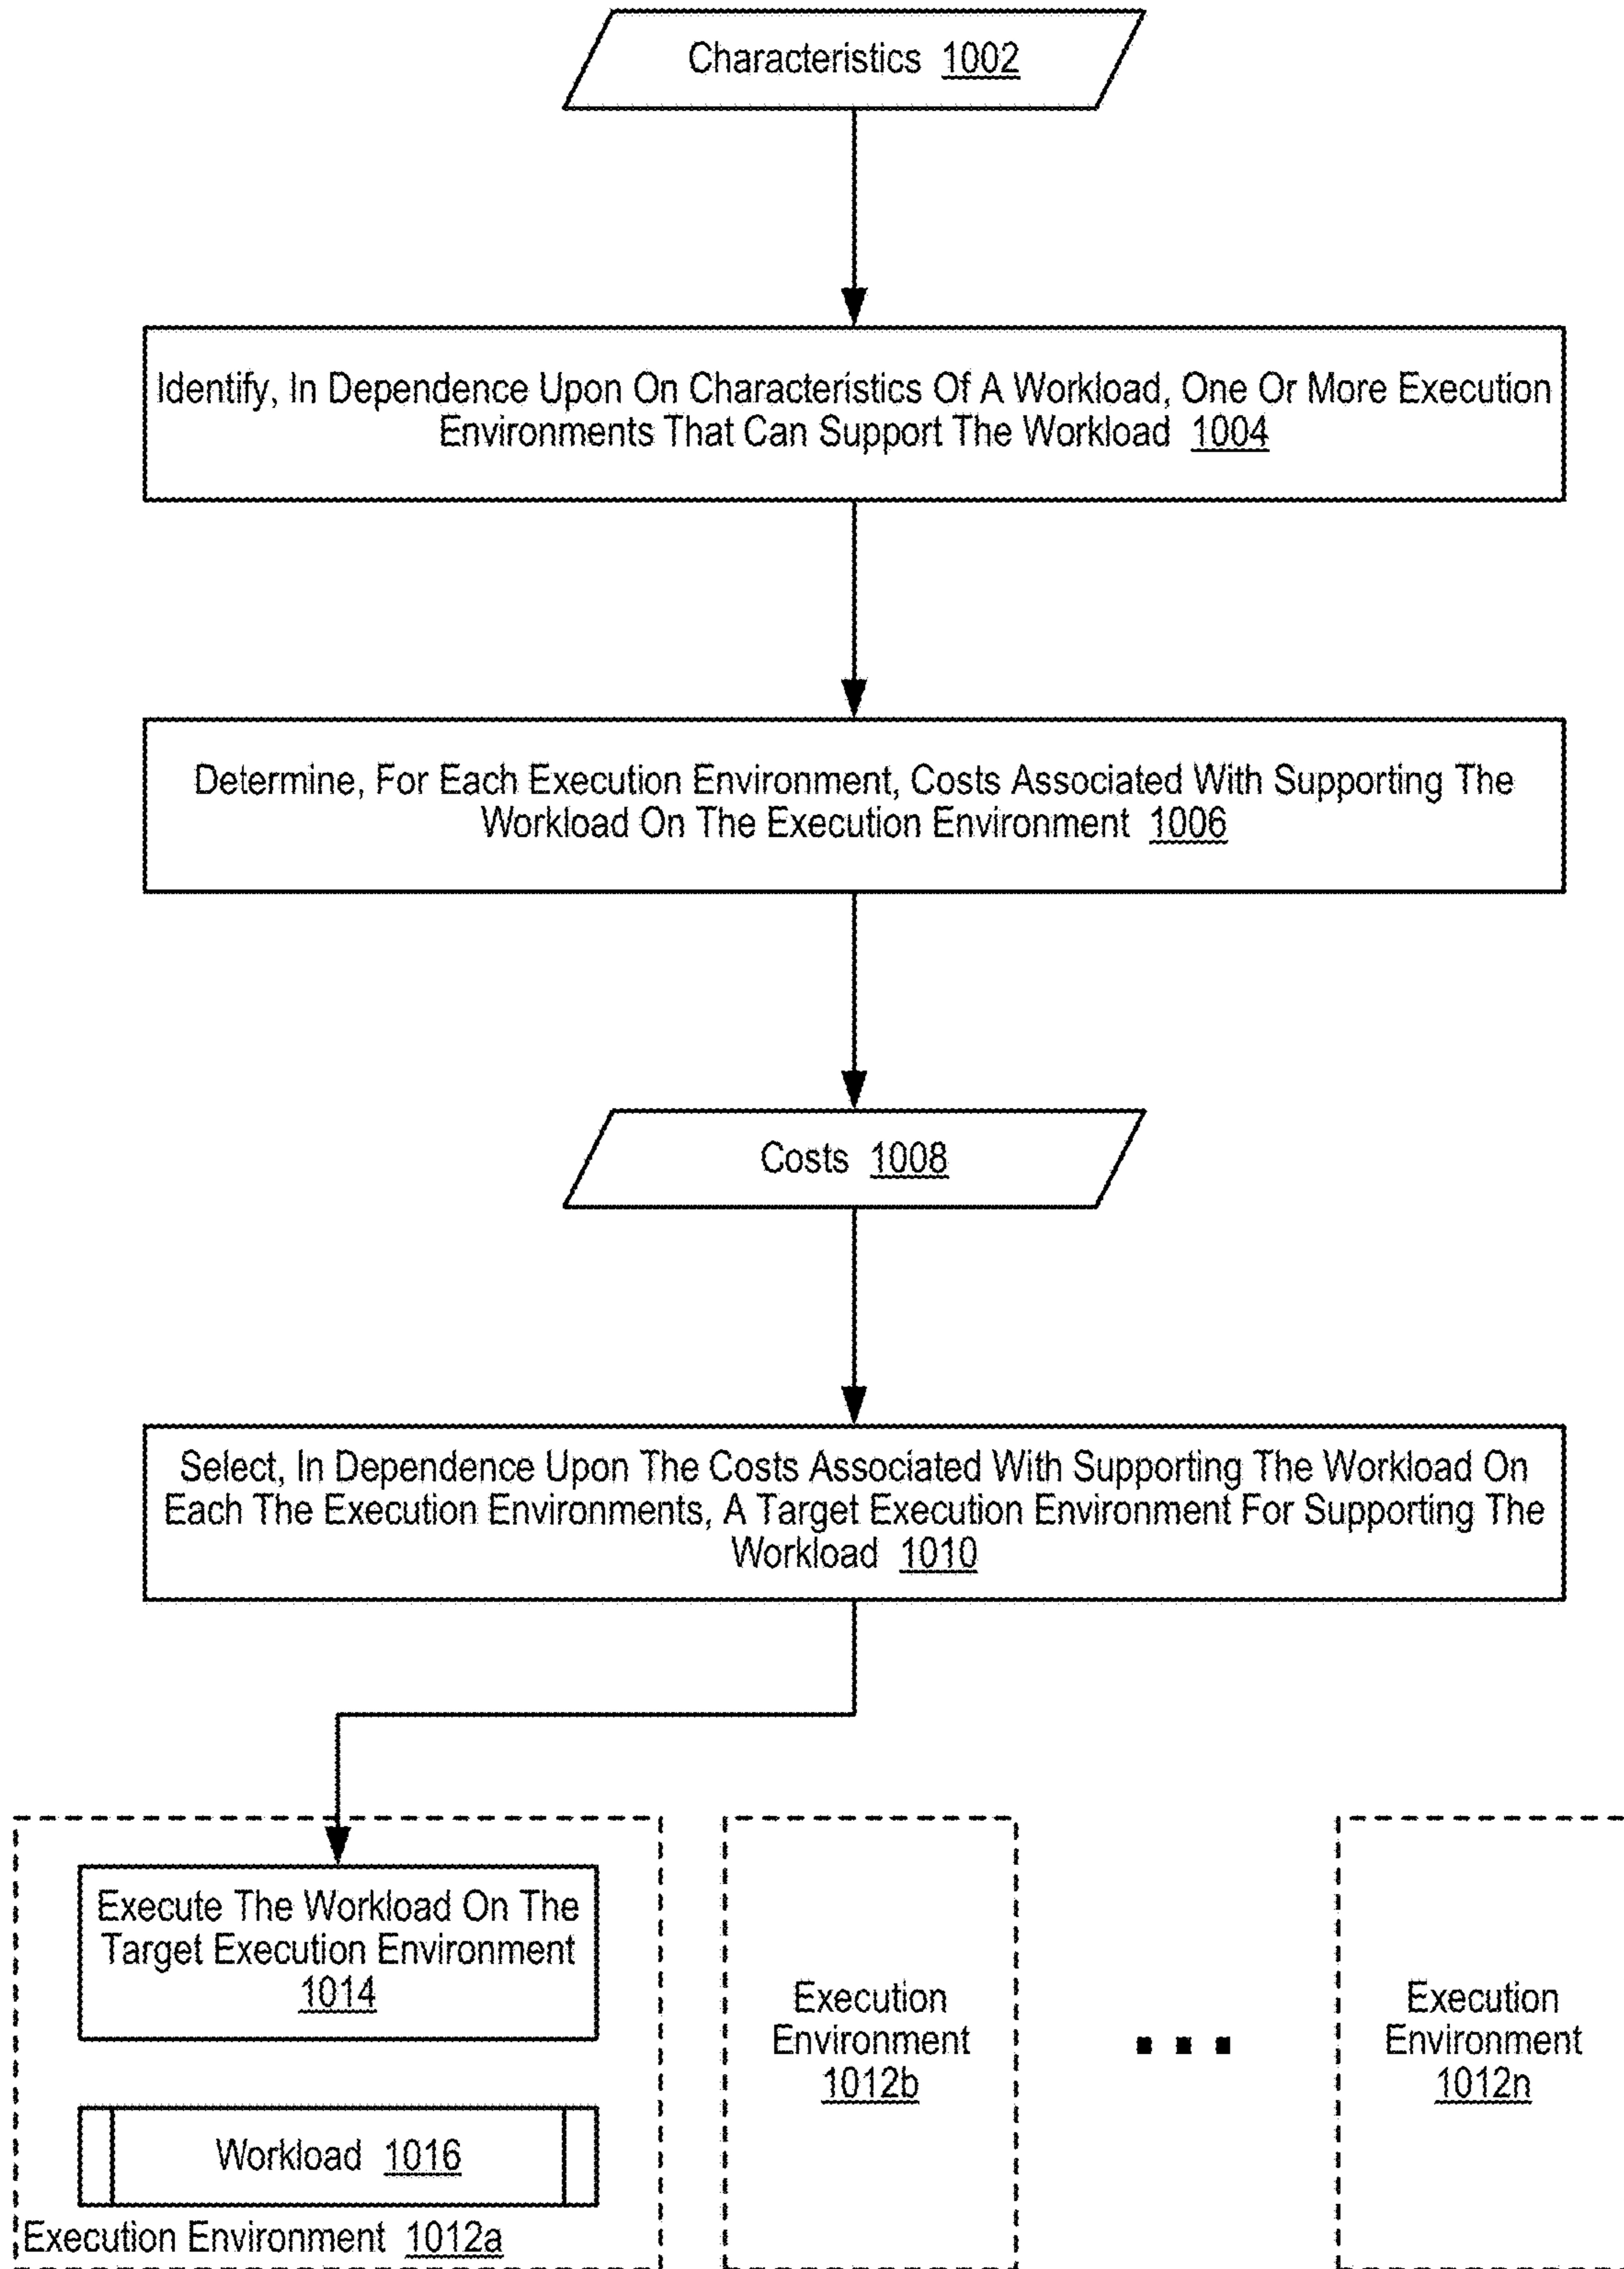 Characteristics 1002
Identify, In Dependence Upon On Characteristics Of A Workload, One Or More Execution
Environments That Can Support The Workload 1004
Determine, For Each Execution Environment, Costs Associated With Supporting The
Workload On The Execution Environment 1006
Costs 1008
Select, In Dependence Upon The Costs Associated With Supporting The Workload On
Each The Execution Environments, A Target Execution Environment For Supporting The
Workload 1010
Execute The Workload On The
Target Execution Environment
1014
Workload 1016
Execution Environment 1012a
Execution
Environment
1012b
Execution
Environment
1012n